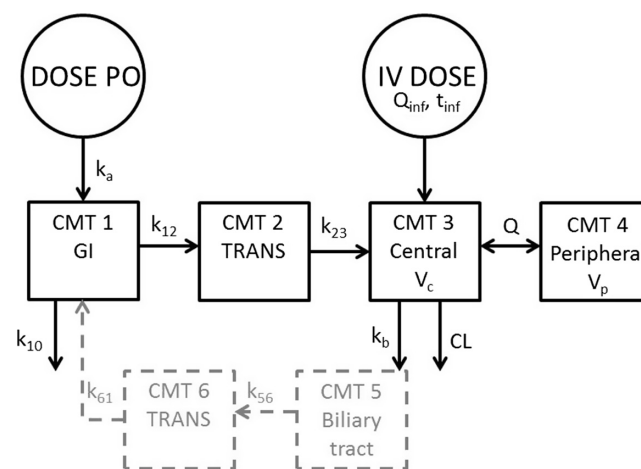 DOSE PO
IV DOSE
Qinf, tinf
ka
CMT 1
GI
k12
CMT 2
TRANS
k23
CMT 3
Central
Vc
Q
CMT 4
Periphera
Vp
k10
kb
CL
k61
CMT 6
TRANS
k56
CMT 5
Biliary
tract